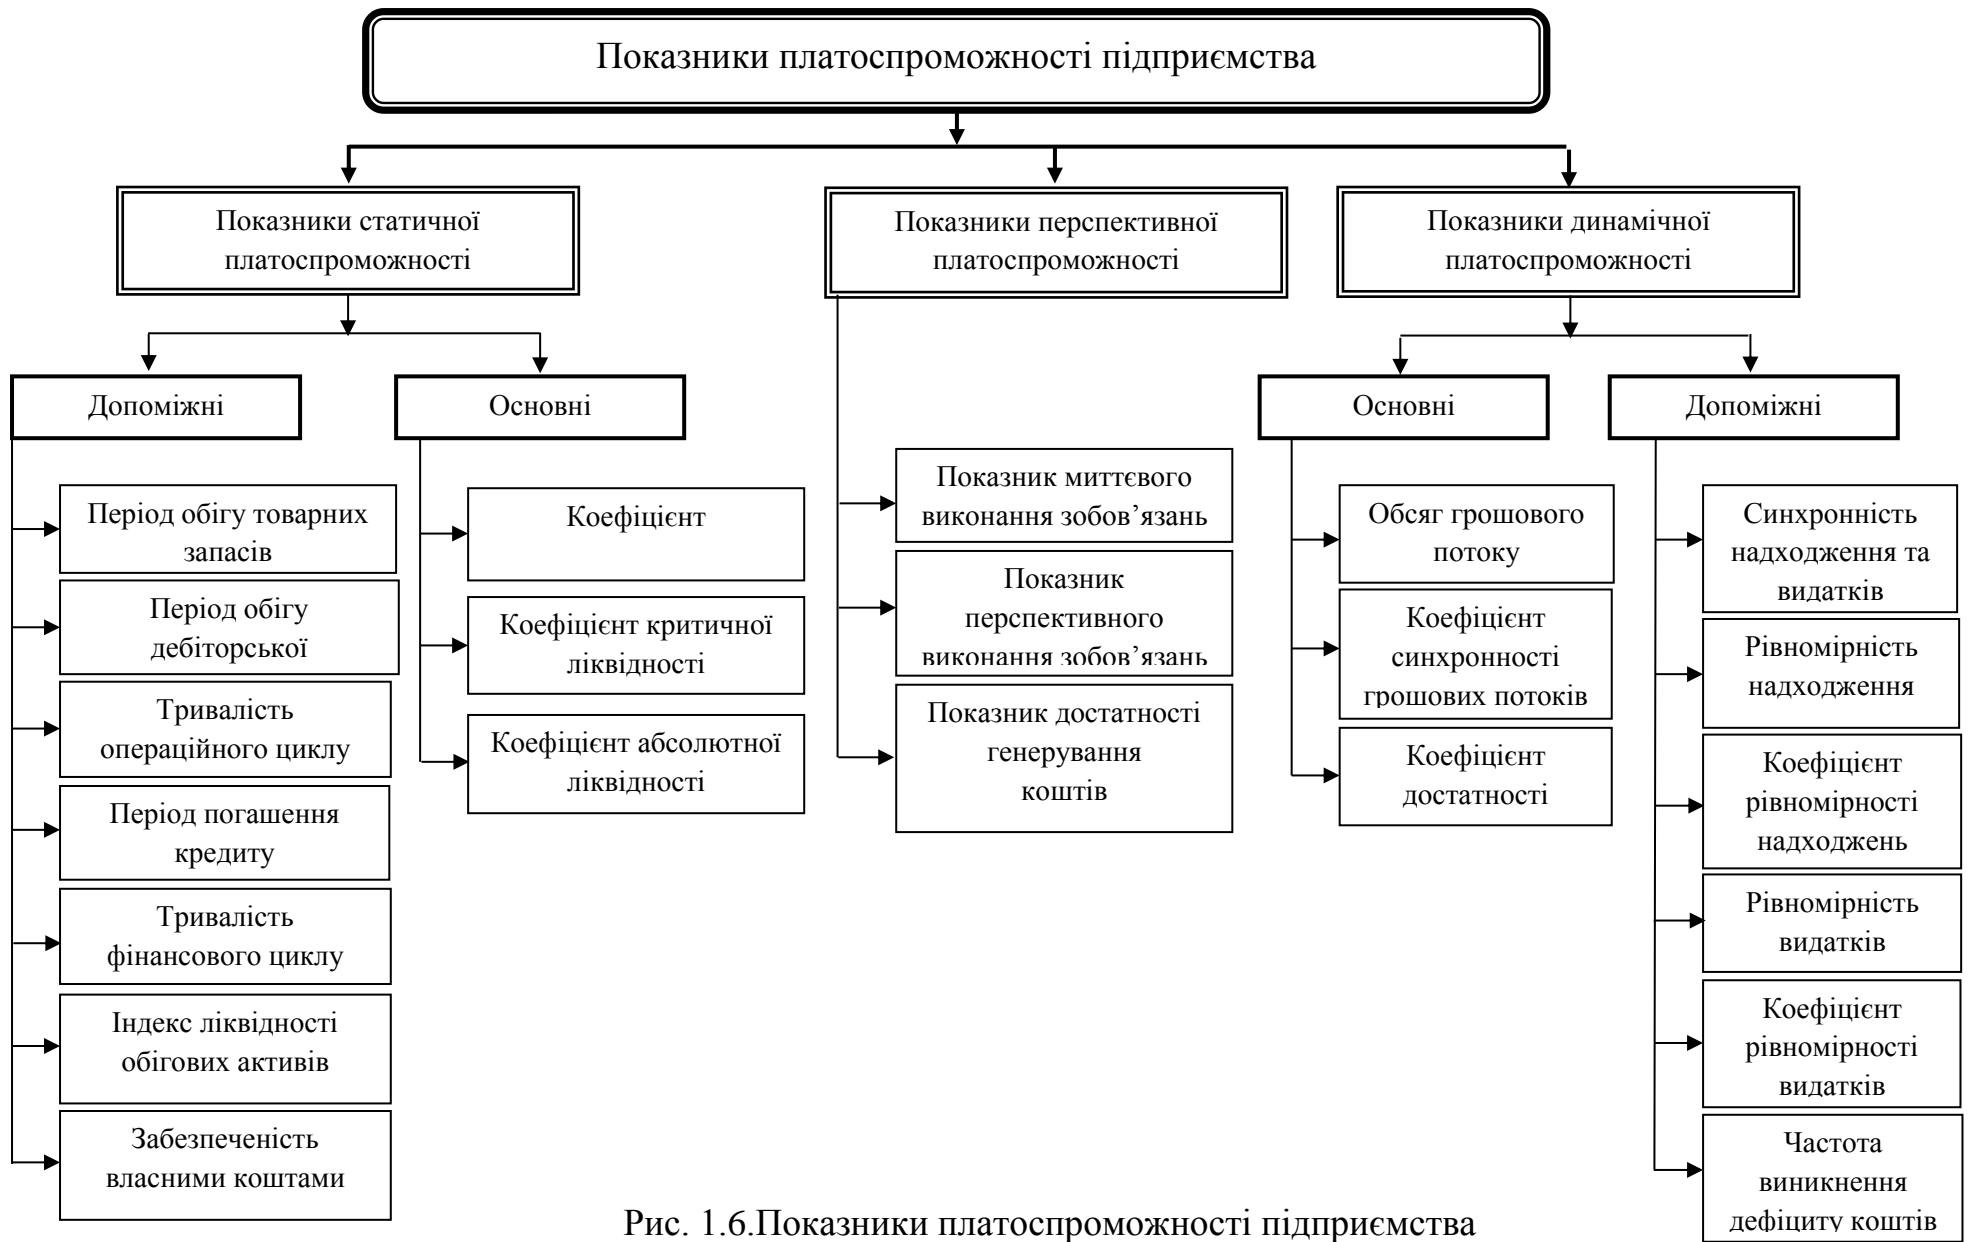 Показники платоспроможності підприємства
Показники статичної
платоспроможності
Показники перспективної
платоспроможності
Показники динамічної
платоспроможності
Допоміжні
Основні
Основні
Допоміжні
Період обігу товарних
запасів
Період обігу
дебіторської
Тривалість
операційного циклу
Період погашення
кредиту
Тривалість
фінансового циклу
Індекс ліквідності
обігових активів
Забезпеченість
власними коштами
Коефіцієнт
Коефіцієнт критичної
ліквідності
Коефіцієнт абсолютної
ліквідності
Показник миттєвого
виконання зобов’язань
Показник
перспективного
виконання зобов’язань
Показник достатності
генерування
коштів
Обсяг грошового
потоку
Коефіцієнт
синхронності
грошових потоків
Коефіцієнт
достатності
Синхронність
надходження та
видатків
Рівномірність
надходження
Коефіцієнт
рівномірності
надходжень
Рівномірність
видатків
Коефіцієнт
рівномірності
видатків
Частота
виникнення
дефіциту коштів
Рис. 1.6.Показники платоспроможності підприємства